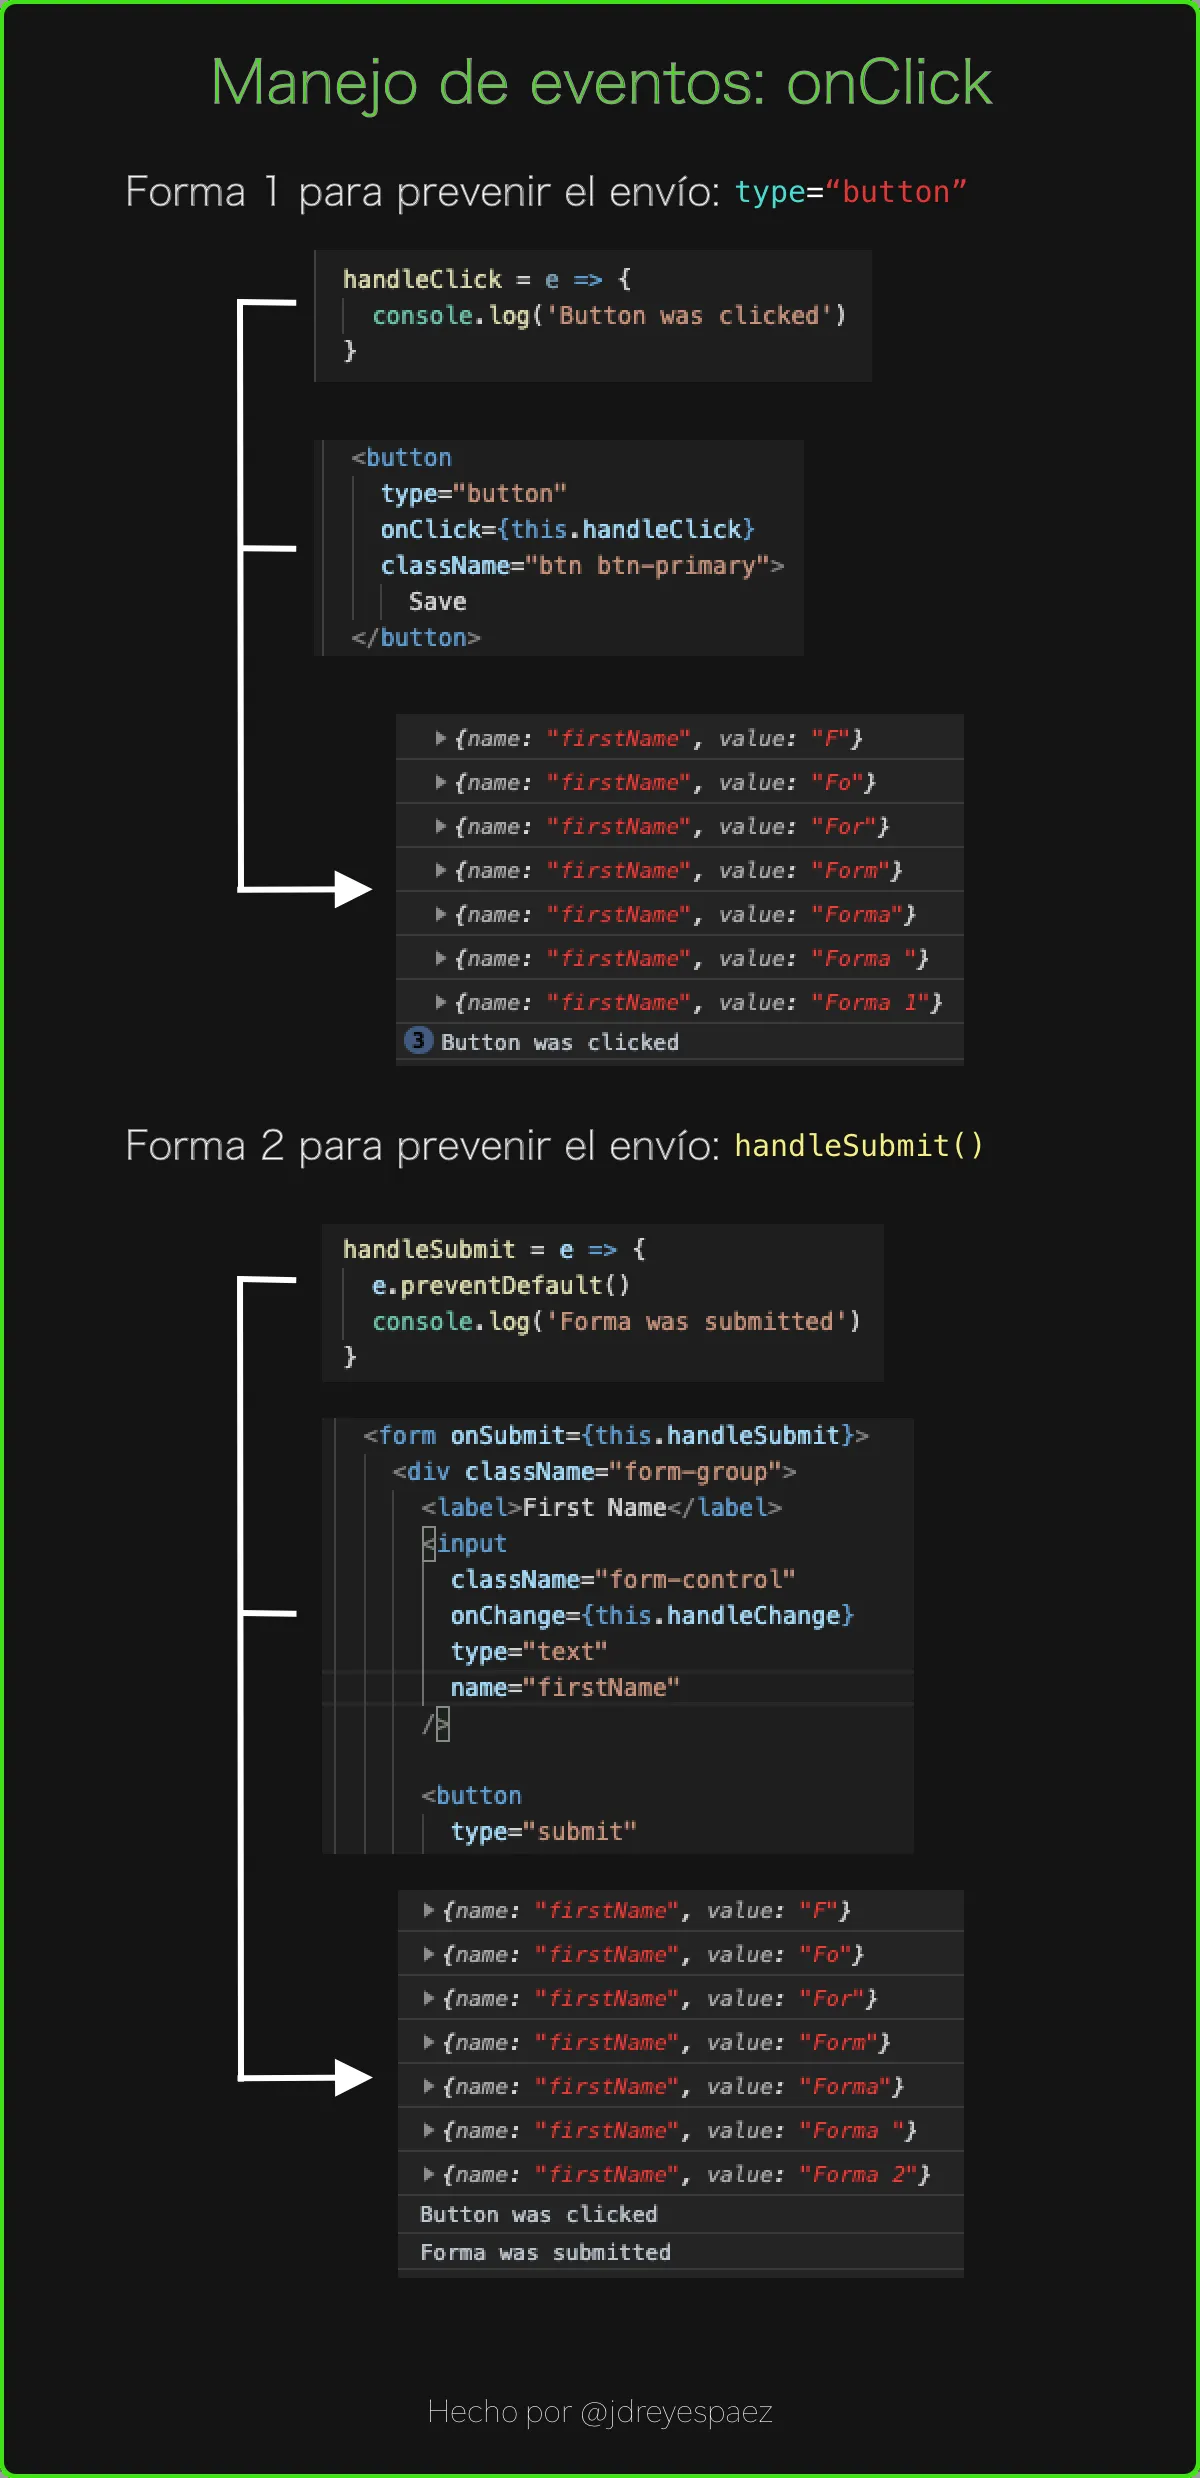 Manejo de eventos: onClick
Forma 1 para prevenir el envío: type=“button”
handleClick = e => {
console.log('Button was clicked')
}
<button
type="button"
onClick={this.handleClick}
className="btn btn-primary">
Save
</button>
{name: "firstName", value: "F"}
{name: "firstName", value: "Fo"}
{name: "firstName", value: "For"}
{name: "firstName", value: "Form"}
{name: "firstName", value: "Forma"}
{name: "firstName", value: "Forma "}
{name: "firstName", value: "Forma 1"}
3 Button was clicked
Forma 2 para prevenir el envío: handleSubmit()
handleSubmit = e => {
e.preventDefault()
console.log('Forma was submitted')
}
<form onSubmit={this.handleSubmit}>
<div className="form-group">
<label>First Name</label>
<input
className="form-control"
onChange={this.handleChange}
type="text"
name="firstName"
/>
<button
type="submit"
{name: "firstName", value: "F"}
{name: "firstName", value: "Fo"}
{name: "firstName", value: "For"}
{name: "firstName", value: "Form"}
{name: "firstName", value: "Forma"}
{name: "firstName", value: "Forma "}
{name: "firstName", value: "Forma 2"}
Button was clicked
Forma was submitted
Hecho por @jdreyespaez